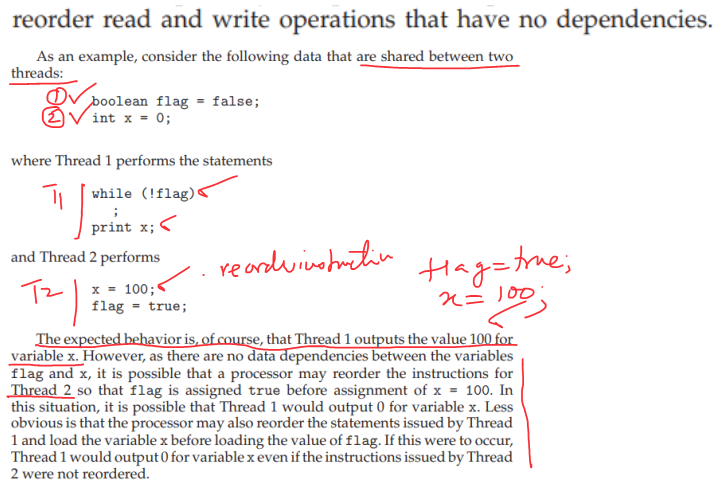 reorder read and write operations that have no dependencies.
As an example, consider the following data that are shared between two
threads:
① boolean flag = false;
② int x = 0;
where Thread 1 performs the statements
T1 while (!flag)
;
print x;
and Thread 2 performs
. reordinstruction flag=true;
T2 x = 100; x= 100;
flag = true;
The expected behavior is, of course, that Thread 1 outputs the value 100 for
variable x. However, as there are no data dependencies between the variables
flag and x, it is possible that a processor may reorder the instructions for
Thread 2 so that flag is assigned true before assignment of x = 100. In
this situation, it is possible that Thread 1 would output 0 for variable x. Less
obvious is that the processor may also reorder the statements issued by Thread
1 and load the variable x before loading the value of flag. If this were to occur,
Thread 1 would output 0 for variable x even if the instructions issued by Thread
2 were not reordered.